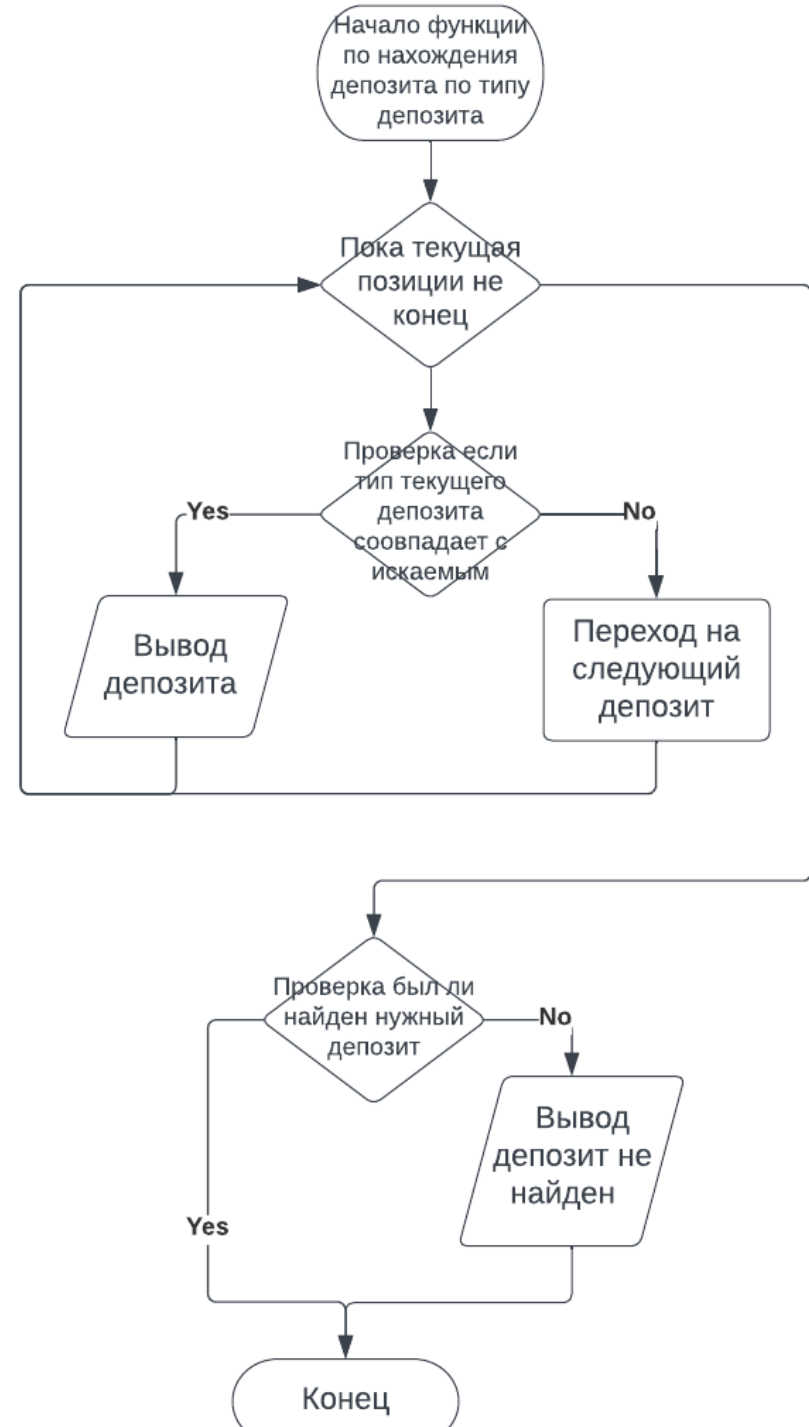 Начало функции
по нахождения
депозита по типу
депозита
Пока текущая
позиции не
конец
Проверка если
тип текущего
депозита
соовпадает с
искаемым
Yes
No
Вывод
депозита
Переход на
следующий
депозит
Проверка был ли
найден нужный
депозит
No
Вывод
депозит не
найден
Yes
Конец